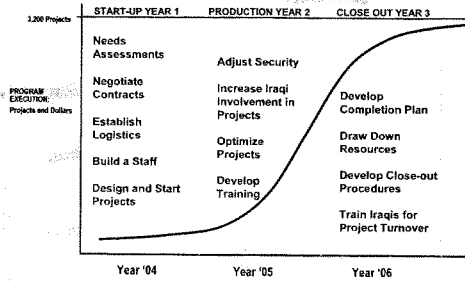 START-UP YEAR 1
PRODUCTION YEAR 2
CLOSE OUT YEAR 3
3,200 Projects
PROGRAM
EXECUTION:
Projects and Dollars
Needs
Assessments
Negotiate
Contracts
Establish
Logistics
Build a Staff
Design and Start
Projects
Adjust Security
Increase Iraqi
Involvement in
Projects
Optimize
Projects
Develop
Training
Develop
Completion Plan
Draw Down
Resources
Develop Close-out
Procedures
Train Iraqis for
Project Turnover
Year '04
Year '05
Year '06